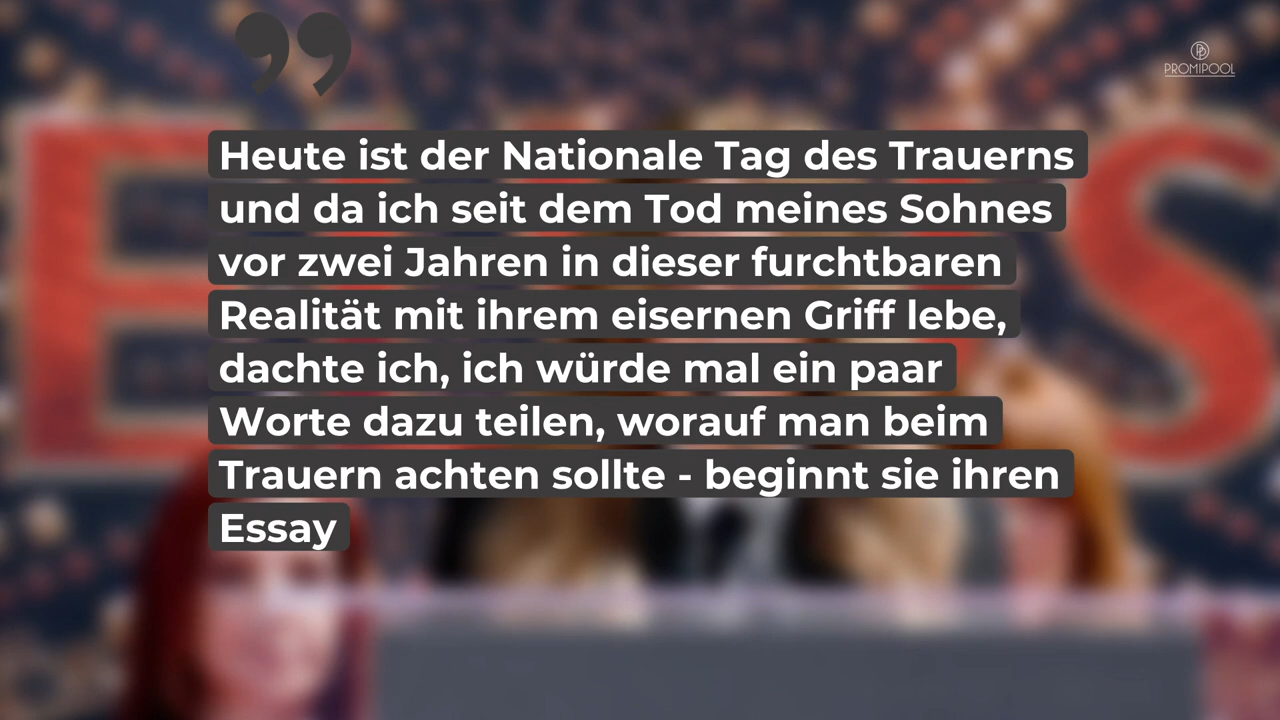 ”
PROMIPOOL
Heute ist der Nationale Tag des Trauerns
und da ich seit dem Tod meines Sohnes
vor zwei Jahren in dieser furchtbaren
Realität mit ihrem eisernen Griff lebe,
dachte ich, ich würde mal ein paar
Worte dazu teilen, worauf man beim
Trauern achten sollte - beginnt sie ihren
Essay